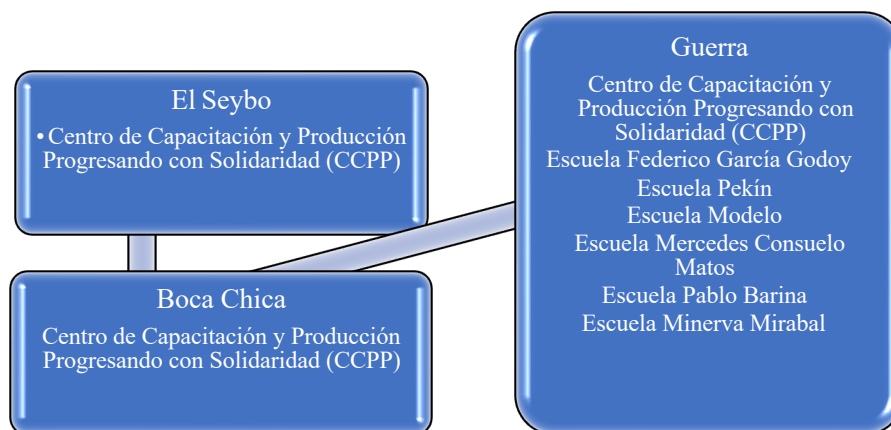 El Seybo
• Centro de Capacitación y Producción
Progresando con Solidaridad (CCPP)
Boca Chica
Centro de Capacitación y Producción
Progresando con Solidaridad (CCPP)
Guerra
Centro de Capacitación y
Producción Progresando con
Solidaridad (CCPP)
Escuela Federico García Godoy
Escuela Pekín
Escuela Modelo
Escuela Mercedes Consuelo
Matos
Escuela Pablo Barina
Escuela Minerva Mirabal